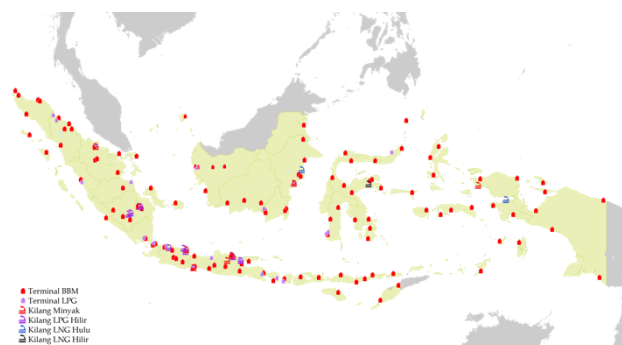 Terminal BBM
Terminal LPG
Kilang Minyak
Kilang LPG Hilir
Kilang LNG Hulu
Kilang LNG Hilir